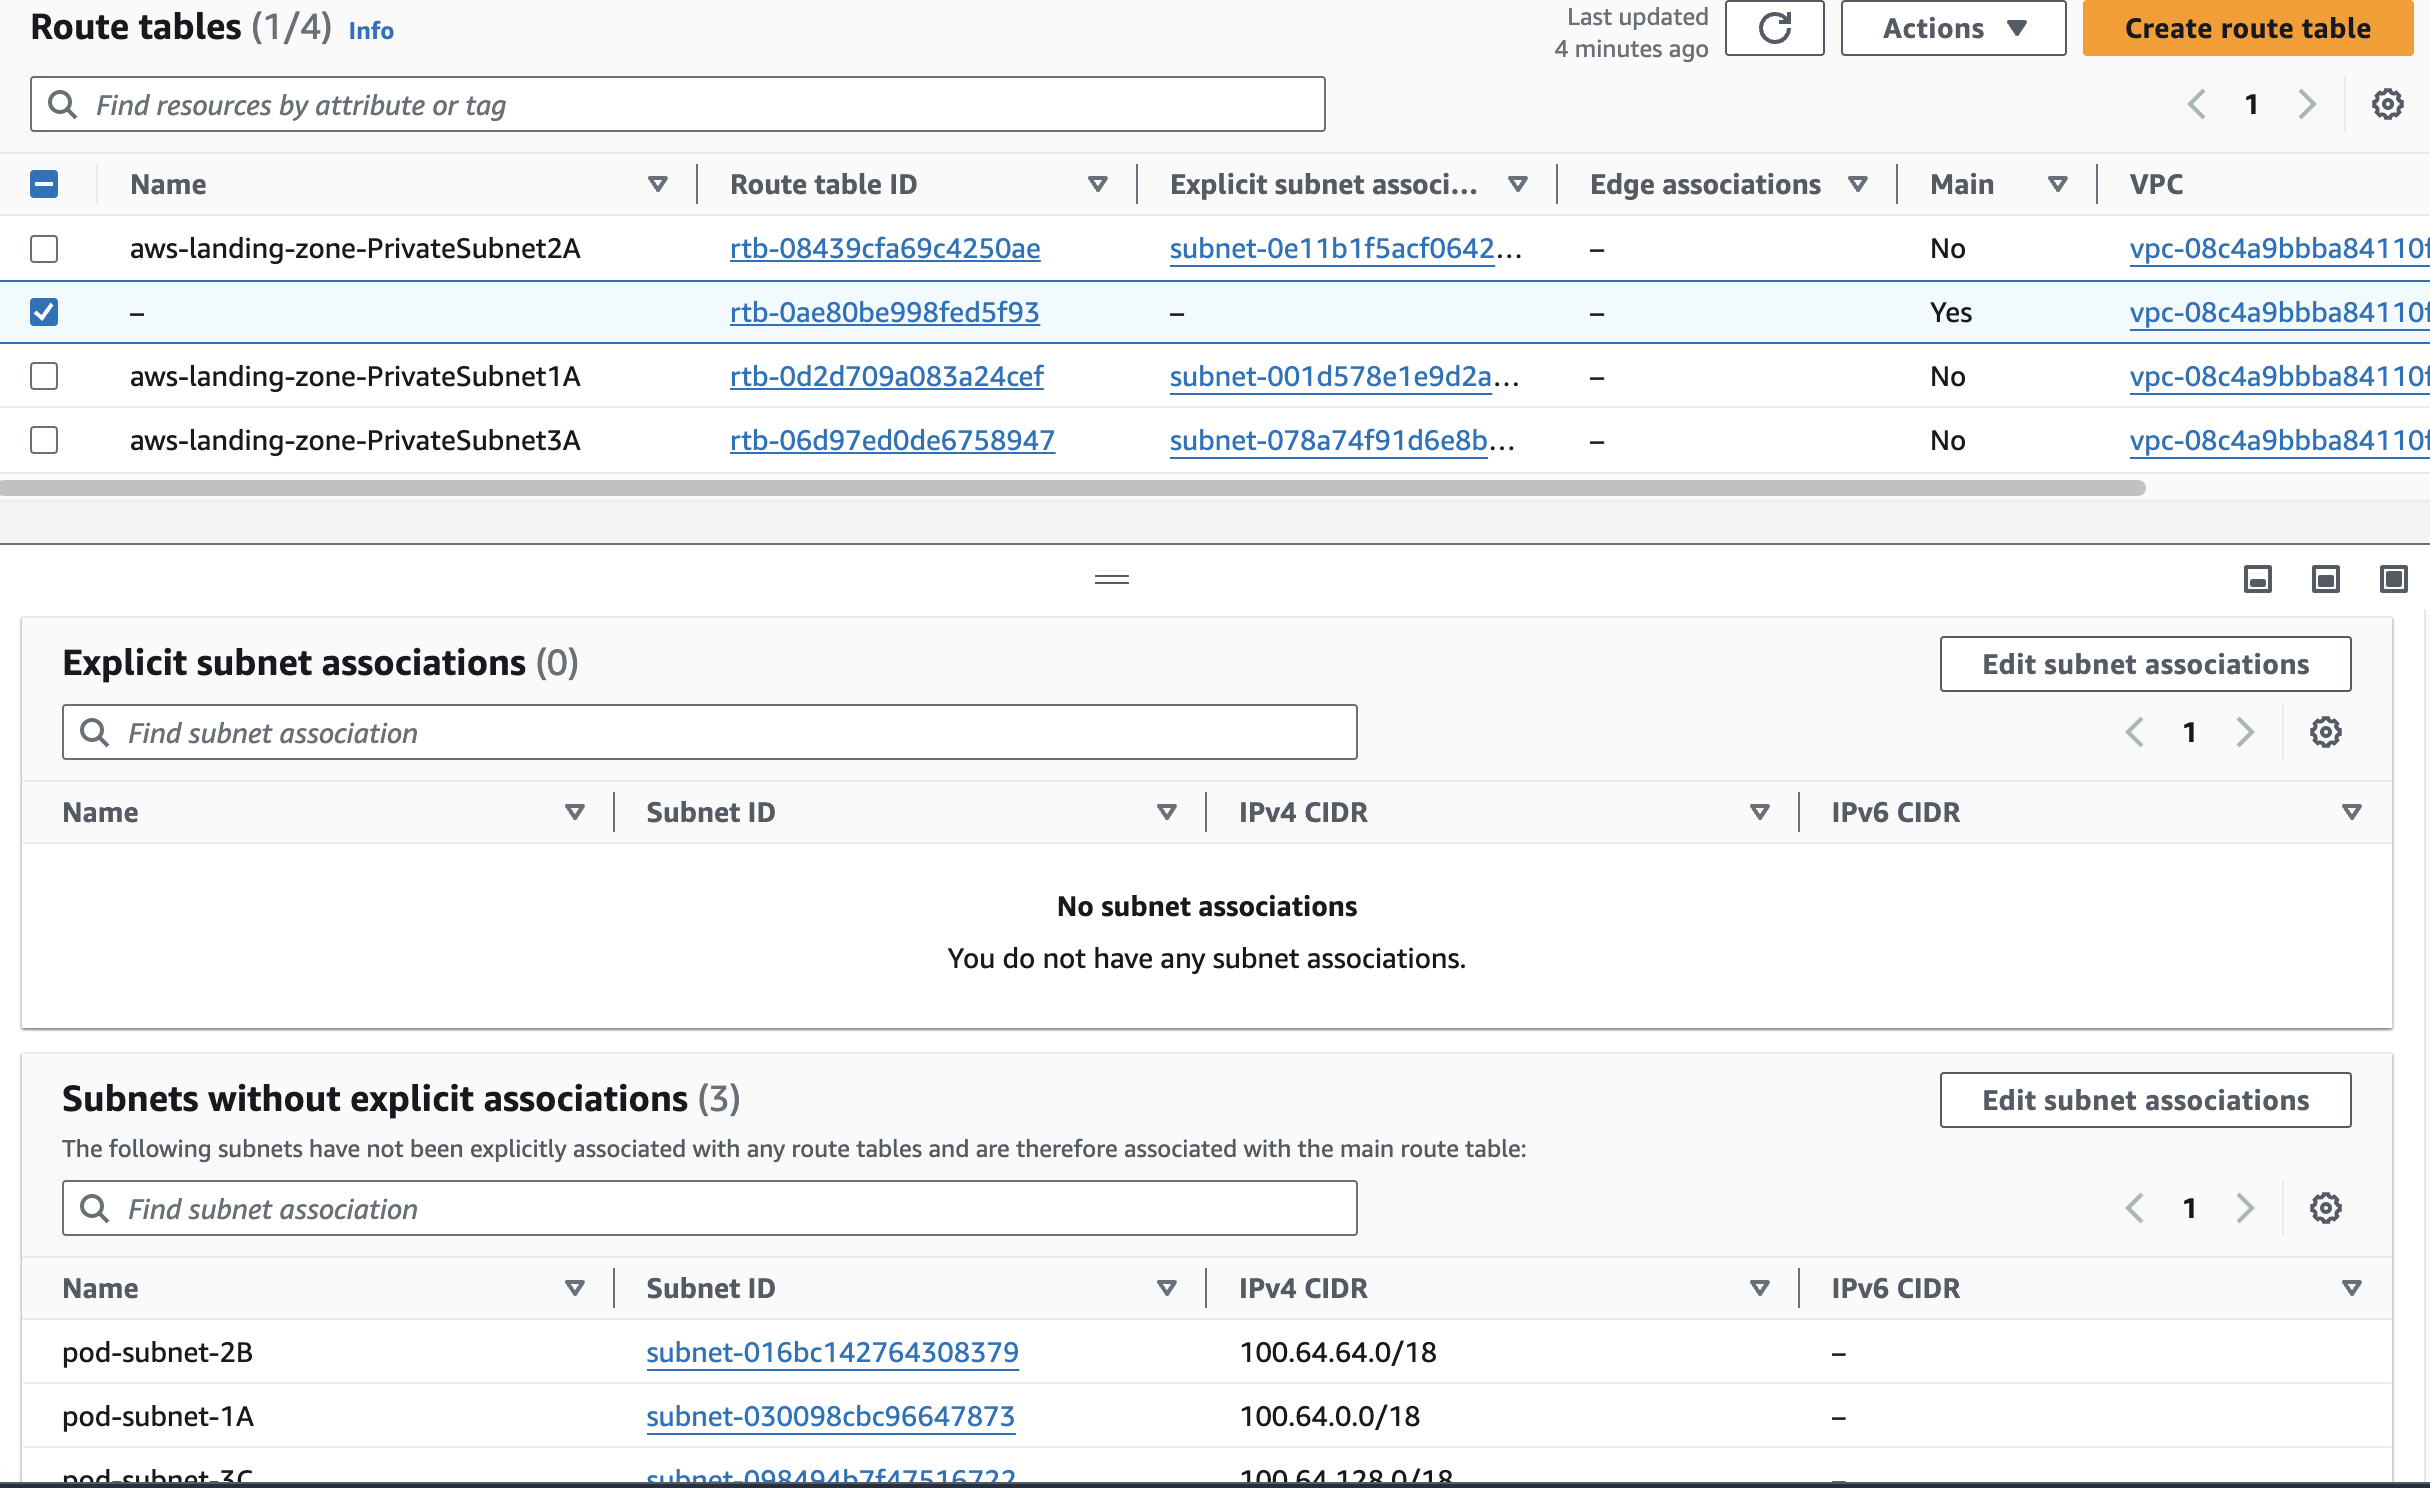 Route tables (1/4) Info
Last updated
4 minutes ago
Actions
Create route table
Find resources by attribute or tag
1
Name Route table ID Explicit subnet associ... Edge associations Main VPC
aws-landing-zone-PrivateSubnet2A rtb-08439cfa69c4250ae subnet-0e11b1f5acf0642... – No vpc-08c4a9bbba84110f
– rtb-0ae80be998fed5f93 – – Yes vpc-08c4a9bbba84110f
aws-landing-zone-PrivateSubnet1A rtb-0d2d709a083a24cef subnet-001d578e1e9d2a... – No vpc-08c4a9bbba84110f
aws-landing-zone-PrivateSubnet3A rtb-06d97ed0de6758947 subnet-078a74f91d6e8b... – No vpc-08c4a9bbba84110f
Explicit subnet associations (0)
Edit subnet associations
Find subnet association
1
Name Subnet ID IPv4 CIDR IPv6 CIDR
No subnet associations
You do not have any subnet associations.
Subnets without explicit associations (3)
Edit subnet associations
The following subnets have not been explicitly associated with any route tables and are therefore associated with the main route table:
Find subnet association
1
Name Subnet ID IPv4 CIDR IPv6 CIDR
pod-subnet-2B subnet-016bc142764308379 100.64.64.0/18 –
pod-subnet-1A subnet-030098cbc96647873 100.64.0.0/18 –
pod-subnet-3C subnet-098494b7f47516722 100.64.128.0/18 –